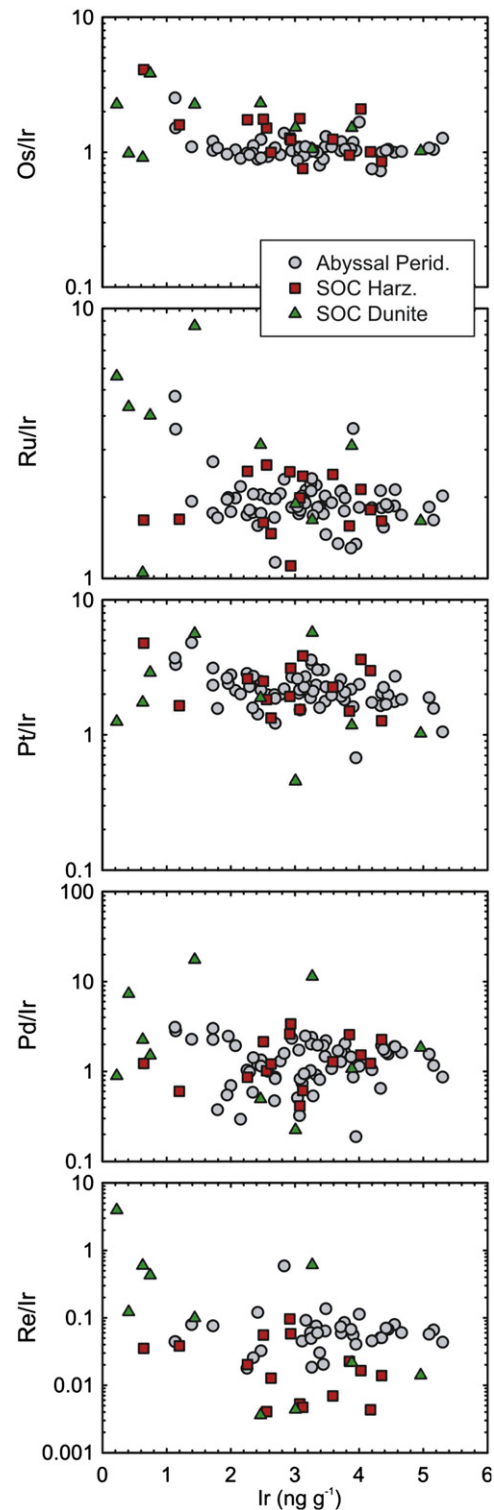 10
Os/Ir
1
0.1
Abyssal Perid.
SOC Harz.
SOC Dunite
10
Ru/Ir
1
Pt/Ir
1
0.1
100
10
Pd/Ir
1
0.1
10
1
Re/Ir
0.1
0.01
0.001
0 1 2 3 4 5 6
Ir (ng g⁻¹)